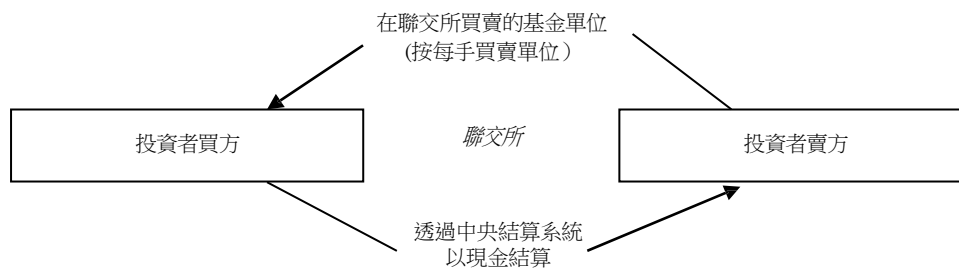 在聯交所買賣的基金單位
(按每手買賣單位）
投資者買方
聯交所
投資者賣方
透過中央結算系統
以現金結算